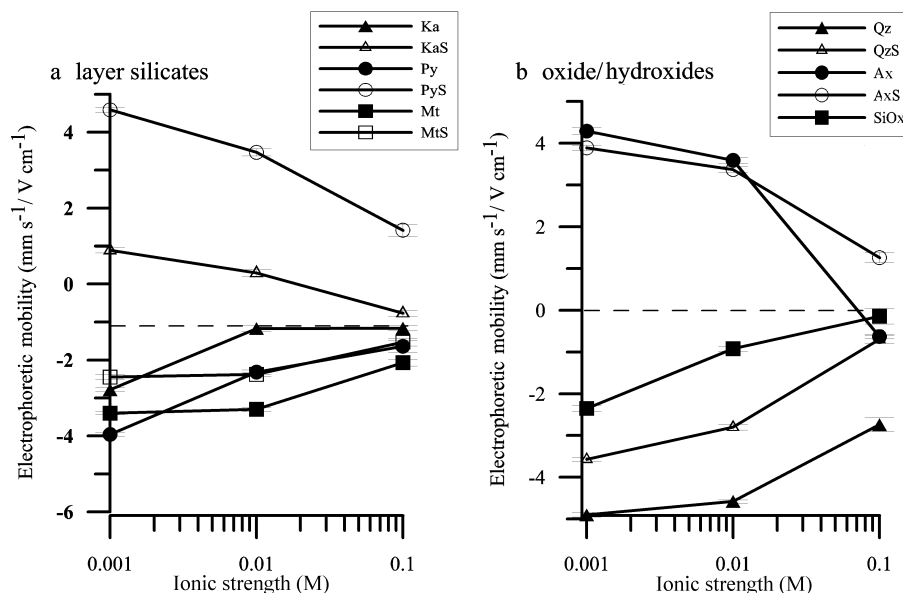 a layer silicates
Ka
KaS
Py
PyS
Mt
MtS
Electrophoretic mobility (mm s⁻¹/ V cm⁻¹)
4
2
0
-2
-4
-6
0.001
0.01
0.1
Ionic strength (M)
b oxide/hydroxides
Qz
QzS
Ax
AxS
SiOx
Electrophoretic mobility (mm s⁻¹/ V cm⁻¹)
4
2
0
-2
-4
0.001
0.01
0.1
Ionic strength (M)